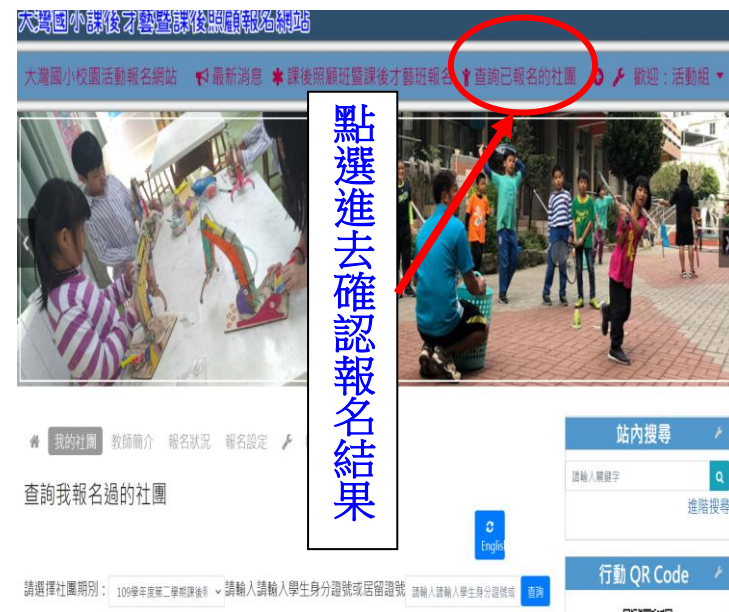 大灣國小課後才藝暨課後照顧報名網站
大灣國小校園活動報名網站 最新消息 課後照顧班暨課後才藝班報名 查詢已報名的社團 歡迎：活動組
點選進去確認報名結果
我的社團 教師簡介 報名狀況 報名設定
查詢我報名過的社團
English
請選擇社團期別： 109學年度第二學期課後 請輸入請輸入學生身分證號或居留證號 請輸入請輸入學生身分證號或 查詢
站內搜尋
請輸入關鍵字
進階搜尋
行動 QR Code